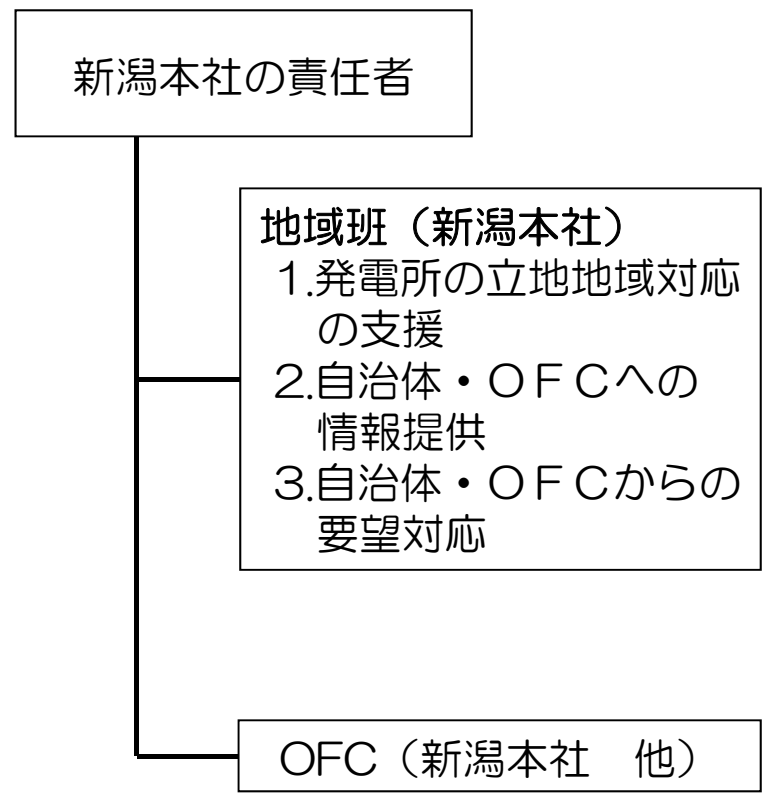 新潟本社の責任者
地域班（新潟本社）
１.発電所の立地地域対応
の支援
２.自治体・ＯＦＣへの
情報提供
３.自治体・ＯＦＣからの
要望対応
OFC（新潟本社　他）